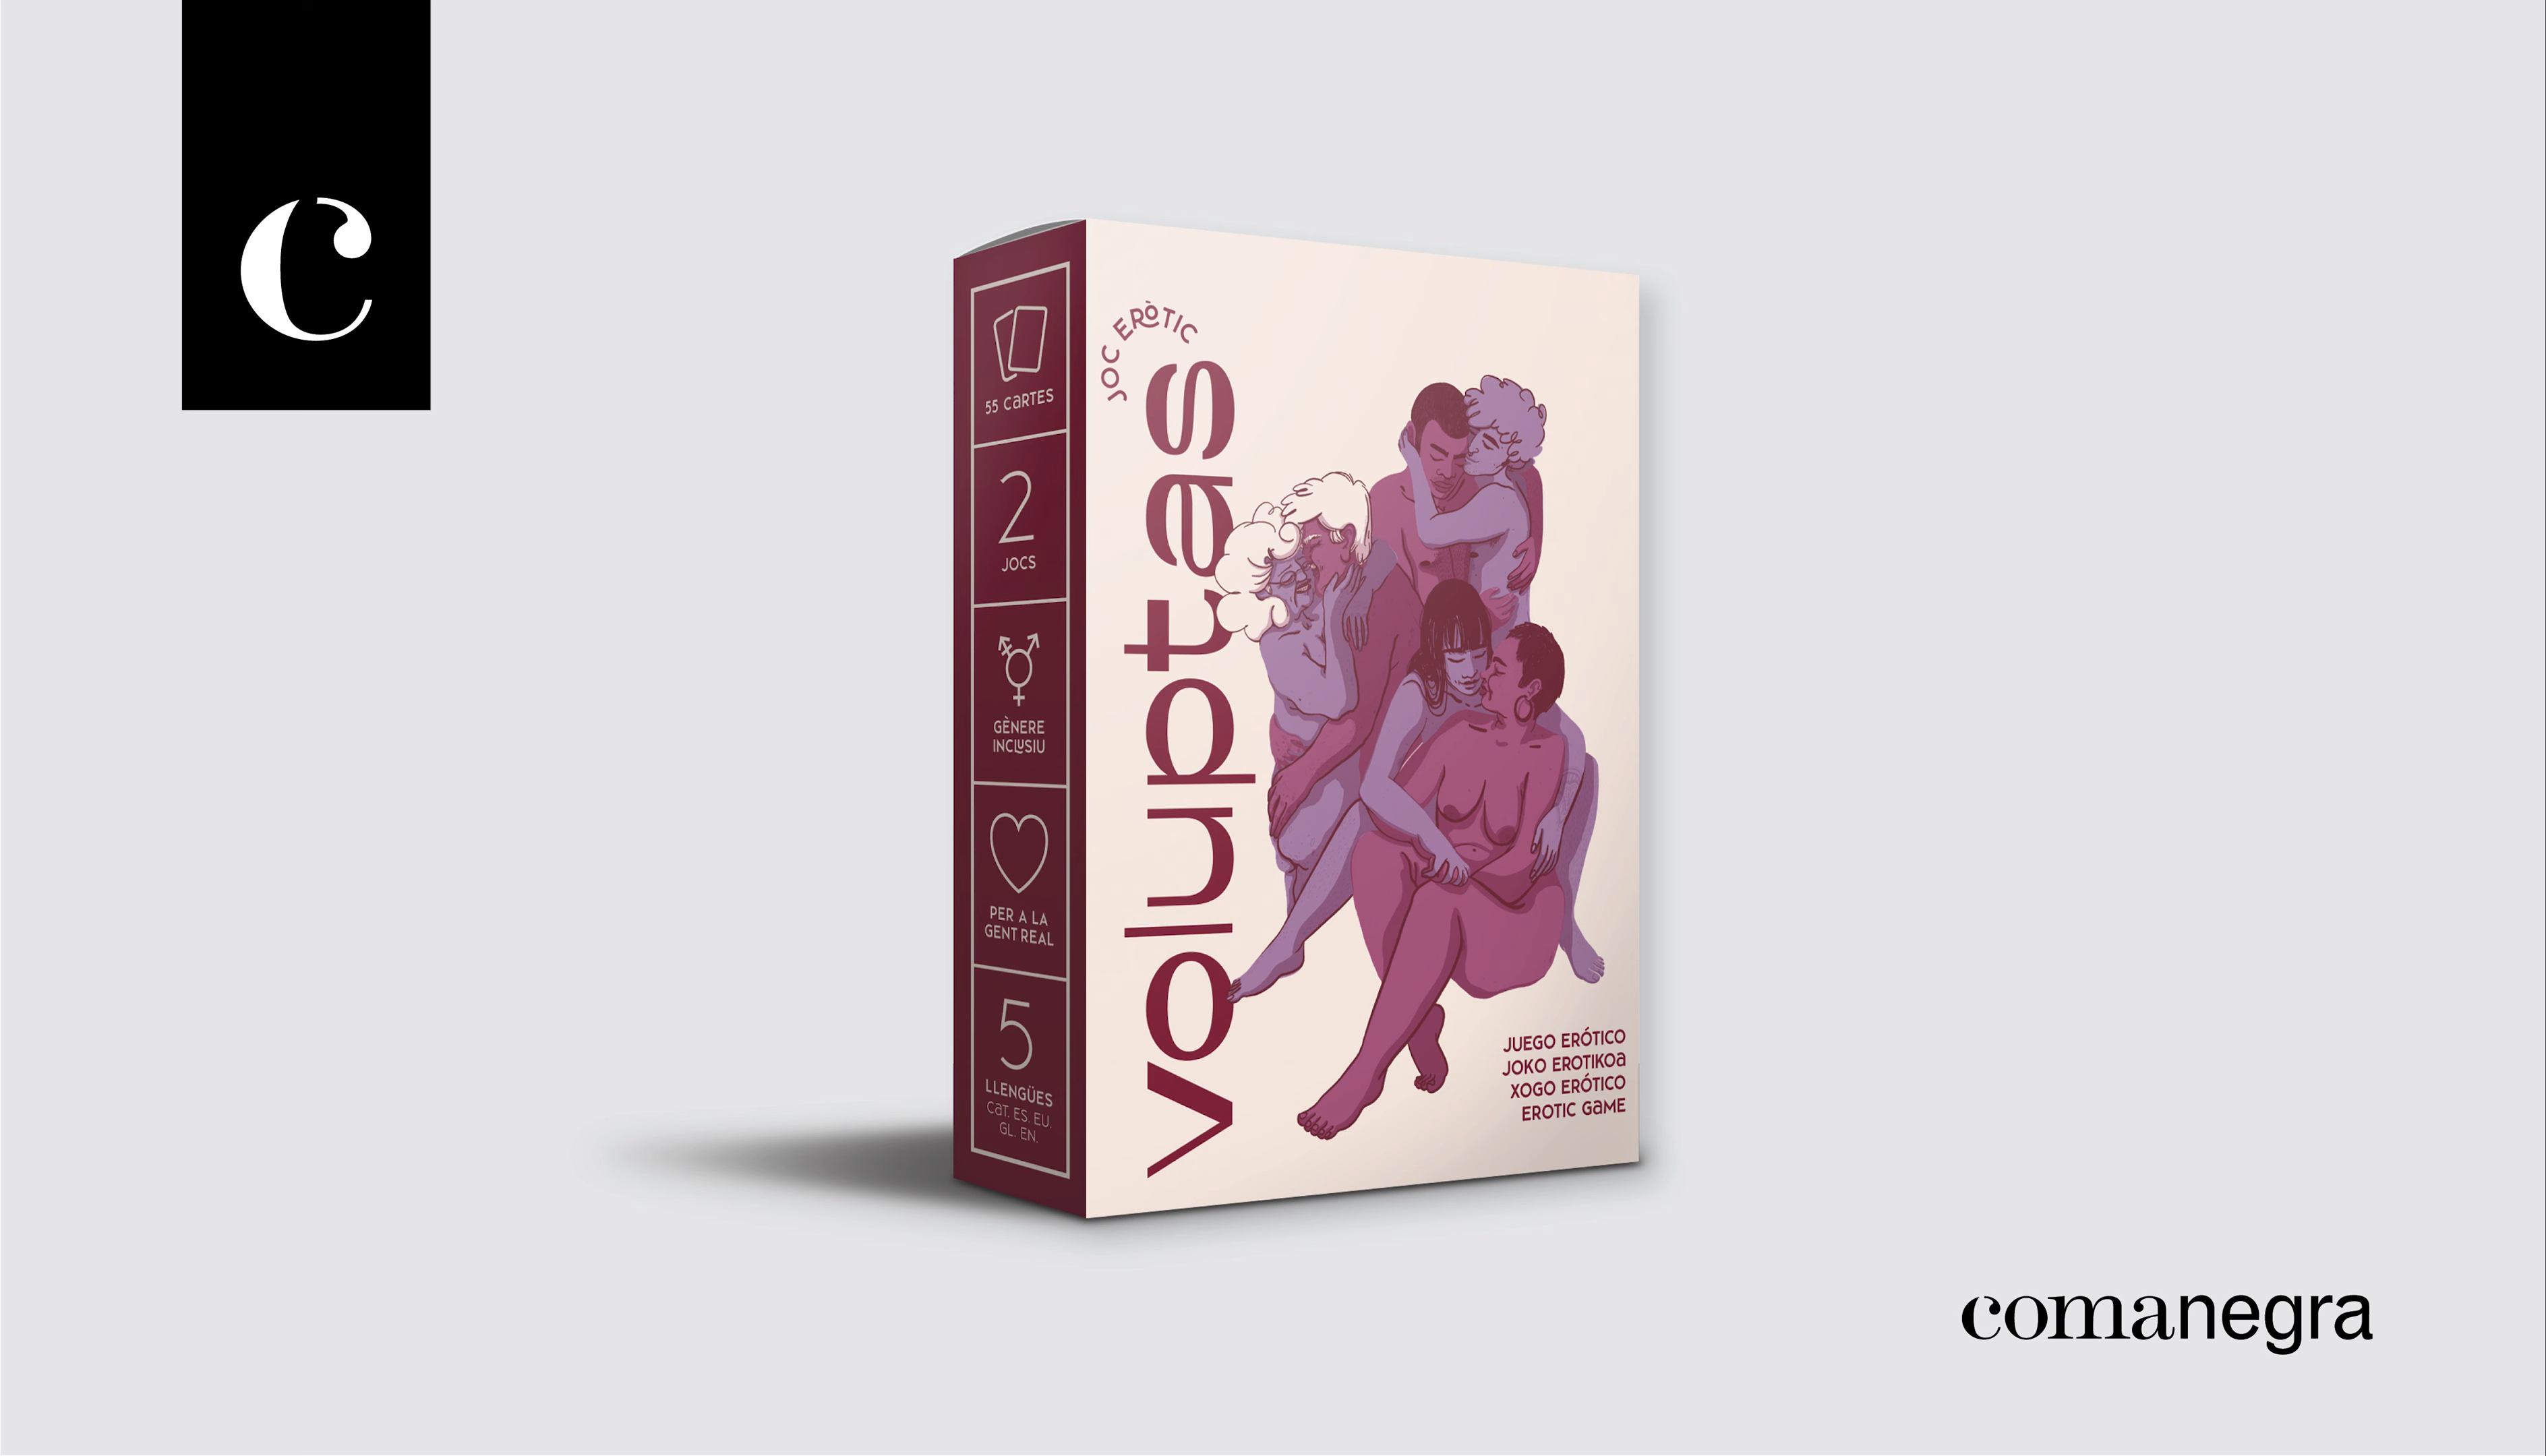 c
55 CaRTES
2
JOCS
GÈNERE
INCLUSIU
PER A LA
GENT REAL
5
LLENGÜES
CaT. ES. EU.
GL. EN.
JOC ERÒTIC
voluptas
JUEGO ERÓTICO
JOKO EROTIKOa
XOGO ERÓTICO
EROTIC GaME
comanegra